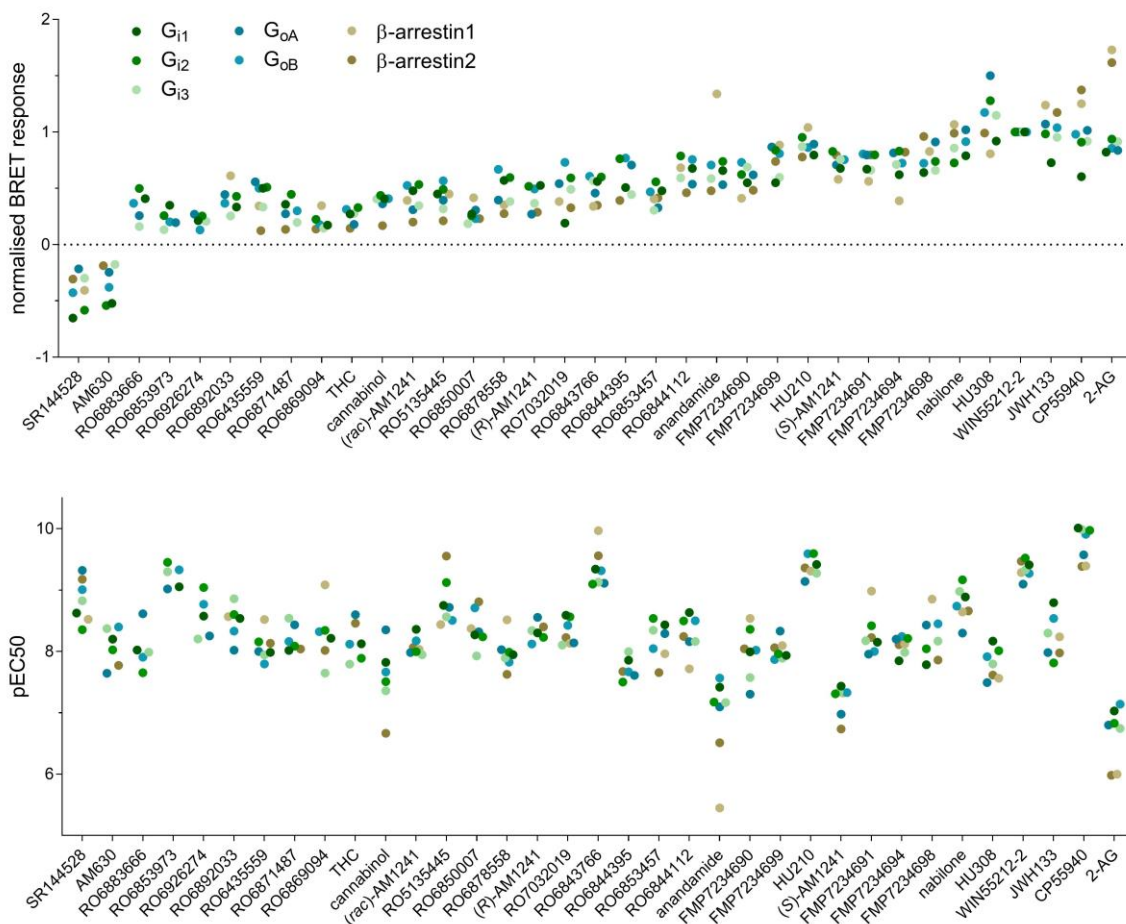 2
1
0
-1
normalised BRET response
Gi1
Gi2
Gi3
GoA
GoB
β-arrestin1
β-arrestin2
SR144528
AM630
RO6883666
RO6853973
RO6926274
RO6892033
RO6435559
RO6871487
RO6869094
THC
cannabinol
(rac)-AM1241
RO5135445
RO6850007
RO6878558
(R)-AM1241
RO7032019
RO6843766
RO6844395
RO6853457
RO6844112
anandamide
FMP7234690
FMP7234699
HU210
(S)-AM1241
FMP7234691
FMP7234694
FMP7234698
nabilone
HU308
WIN55212-2
JWH133
CP55940
2-AG
10
8
6
pEC50
SR144528
AM630
RO6883666
RO6853973
RO6926274
RO6892033
RO6435559
RO6871487
RO6869094
THC
cannabinol
(rac)-AM1241
RO5135445
RO6850007
RO6878558
(R)-AM1241
RO7032019
RO6843766
RO6844395
RO6853457
RO6844112
anandamide
FMP7234690
FMP7234699
HU210
(S)-AM1241
FMP7234691
FMP7234694
FMP7234698
nabilone
HU308
WIN55212-2
JWH133
CP55940
2-AG